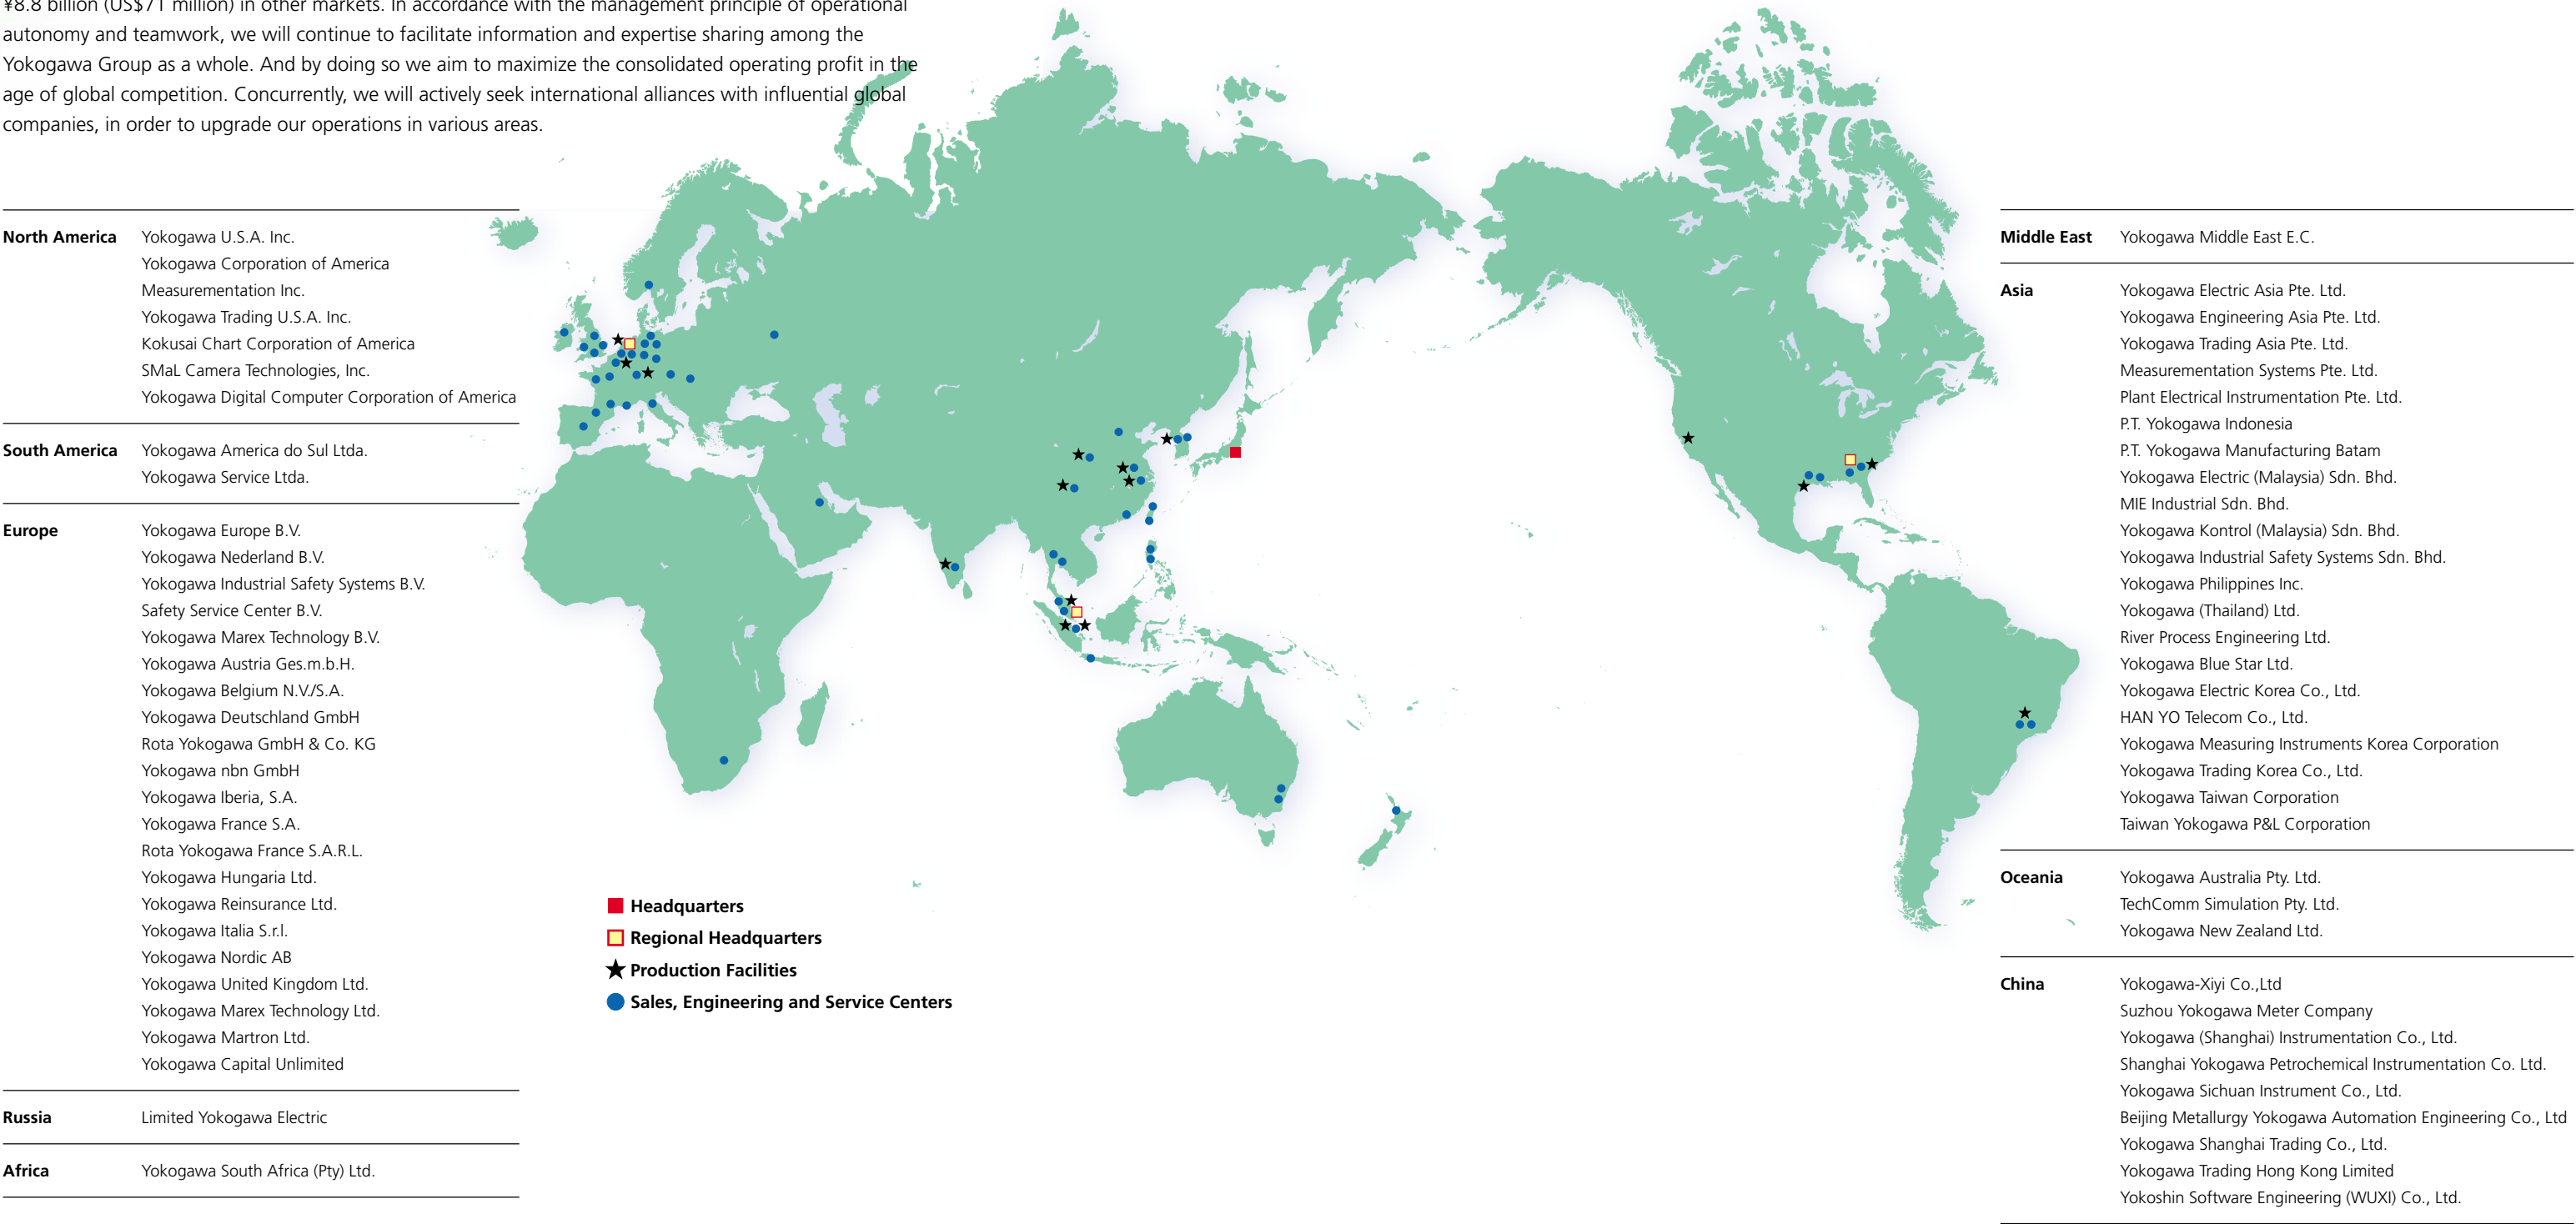 ¥8.8 billion (US$71 million) in other markets. In accordance with the management principle of operational
autonomy and teamwork, we will continue to facilitate information and expertise sharing among the
Yokogawa Group as a whole. And by doing so we aim to maximize the consolidated operating profit in the
age of global competition. Concurrently, we will actively seek international alliances with influential global
companies, in order to upgrade our operations in various areas.
North America Yokogawa U.S.A. Inc.
Yokogawa Corporation of America
Measurementation Inc.
Yokogawa Trading U.S.A. Inc.
Kokusai Chart Corporation of America
SMaL Camera Technologies, Inc.
Yokogawa Digital Computer Corporation of America
South America Yokogawa America do Sul Ltda.
Yokogawa Service Ltda.
Europe Yokogawa Europe B.V.
Yokogawa Nederland B.V.
Yokogawa Industrial Safety Systems B.V.
Safety Service Center B.V.
Yokogawa Marex Technology B.V.
Yokogawa Austria Ges.m.b.H.
Yokogawa Belgium N.V./S.A.
Yokogawa Deutschland GmbH
Rota Yokogawa GmbH & Co. KG
Yokogawa nbn GmbH
Yokogawa Iberia, S.A.
Yokogawa France S.A.
Rota Yokogawa France S.A.R.L.
Yokogawa Hungaria Ltd.
Yokogawa Reinsurance Ltd.
Yokogawa Italia S.r.l.
Yokogawa Nordic AB
Yokogawa United Kingdom Ltd.
Yokogawa Marex Technology Ltd.
Yokogawa Martron Ltd.
Yokogawa Capital Unlimited
Russia Limited Yokogawa Electric
Africa Yokogawa South Africa (Pty) Ltd.
Headquarters
Regional Headquarters
Production Facilities
Sales, Engineering and Service Centers
Middle East Yokogawa Middle East E.C.
Asia Yokogawa Electric Asia Pte. Ltd.
Yokogawa Engineering Asia Pte. Ltd.
Yokogawa Trading Asia Pte. Ltd.
Measurementation Systems Pte. Ltd.
Plant Electrical Instrumentation Pte. Ltd.
P.T. Yokogawa Indonesia
P.T. Yokogawa Manufacturing Batam
Yokogawa Electric (Malaysia) Sdn. Bhd.
MIE Industrial Sdn. Bhd.
Yokogawa Kontrol (Malaysia) Sdn. Bhd.
Yokogawa Industrial Safety Systems Sdn. Bhd.
Yokogawa Philippines Inc.
Yokogawa (Thailand) Ltd.
River Process Engineering Ltd.
Yokogawa Blue Star Ltd.
Yokogawa Electric Korea Co., Ltd.
HAN YO Telecom Co., Ltd.
Yokogawa Measuring Instruments Korea Corporation
Yokogawa Trading Korea Co., Ltd.
Yokogawa Taiwan Corporation
Taiwan Yokogawa P&L Corporation
Oceania Yokogawa Australia Pty. Ltd.
TechComm Simulation Pty. Ltd.
Yokogawa New Zealand Ltd.
China Yokogawa-Xiyi Co.,Ltd
Suzhou Yokogawa Meter Company
Yokogawa (Shanghai) Instrumentation Co., Ltd.
Shanghai Yokogawa Petrochemical Instrumentation Co. Ltd.
Yokogawa Sichuan Instrument Co., Ltd.
Beijing Metallurgy Yokogawa Automation Engineering Co., Ltd
Yokogawa Shanghai Trading Co., Ltd.
Yokogawa Trading Hong Kong Limited
Yokoshin Software Engineering (WUXI) Co., Ltd.